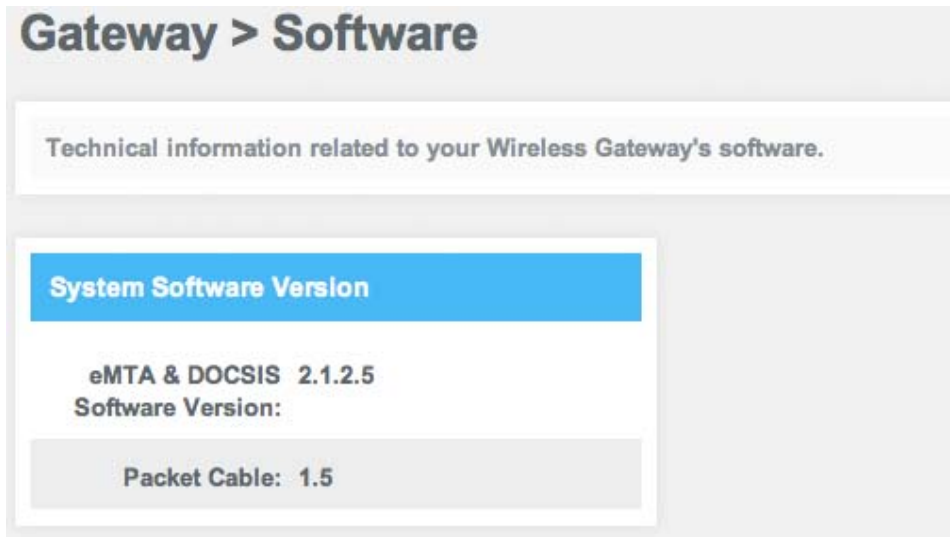 Gateway > Software
Technical information related to your Wireless Gateway's software.
System Software Version
eMTA & DOCSIS 2.1.2.5
Software Version:
Packet Cable: 1.5